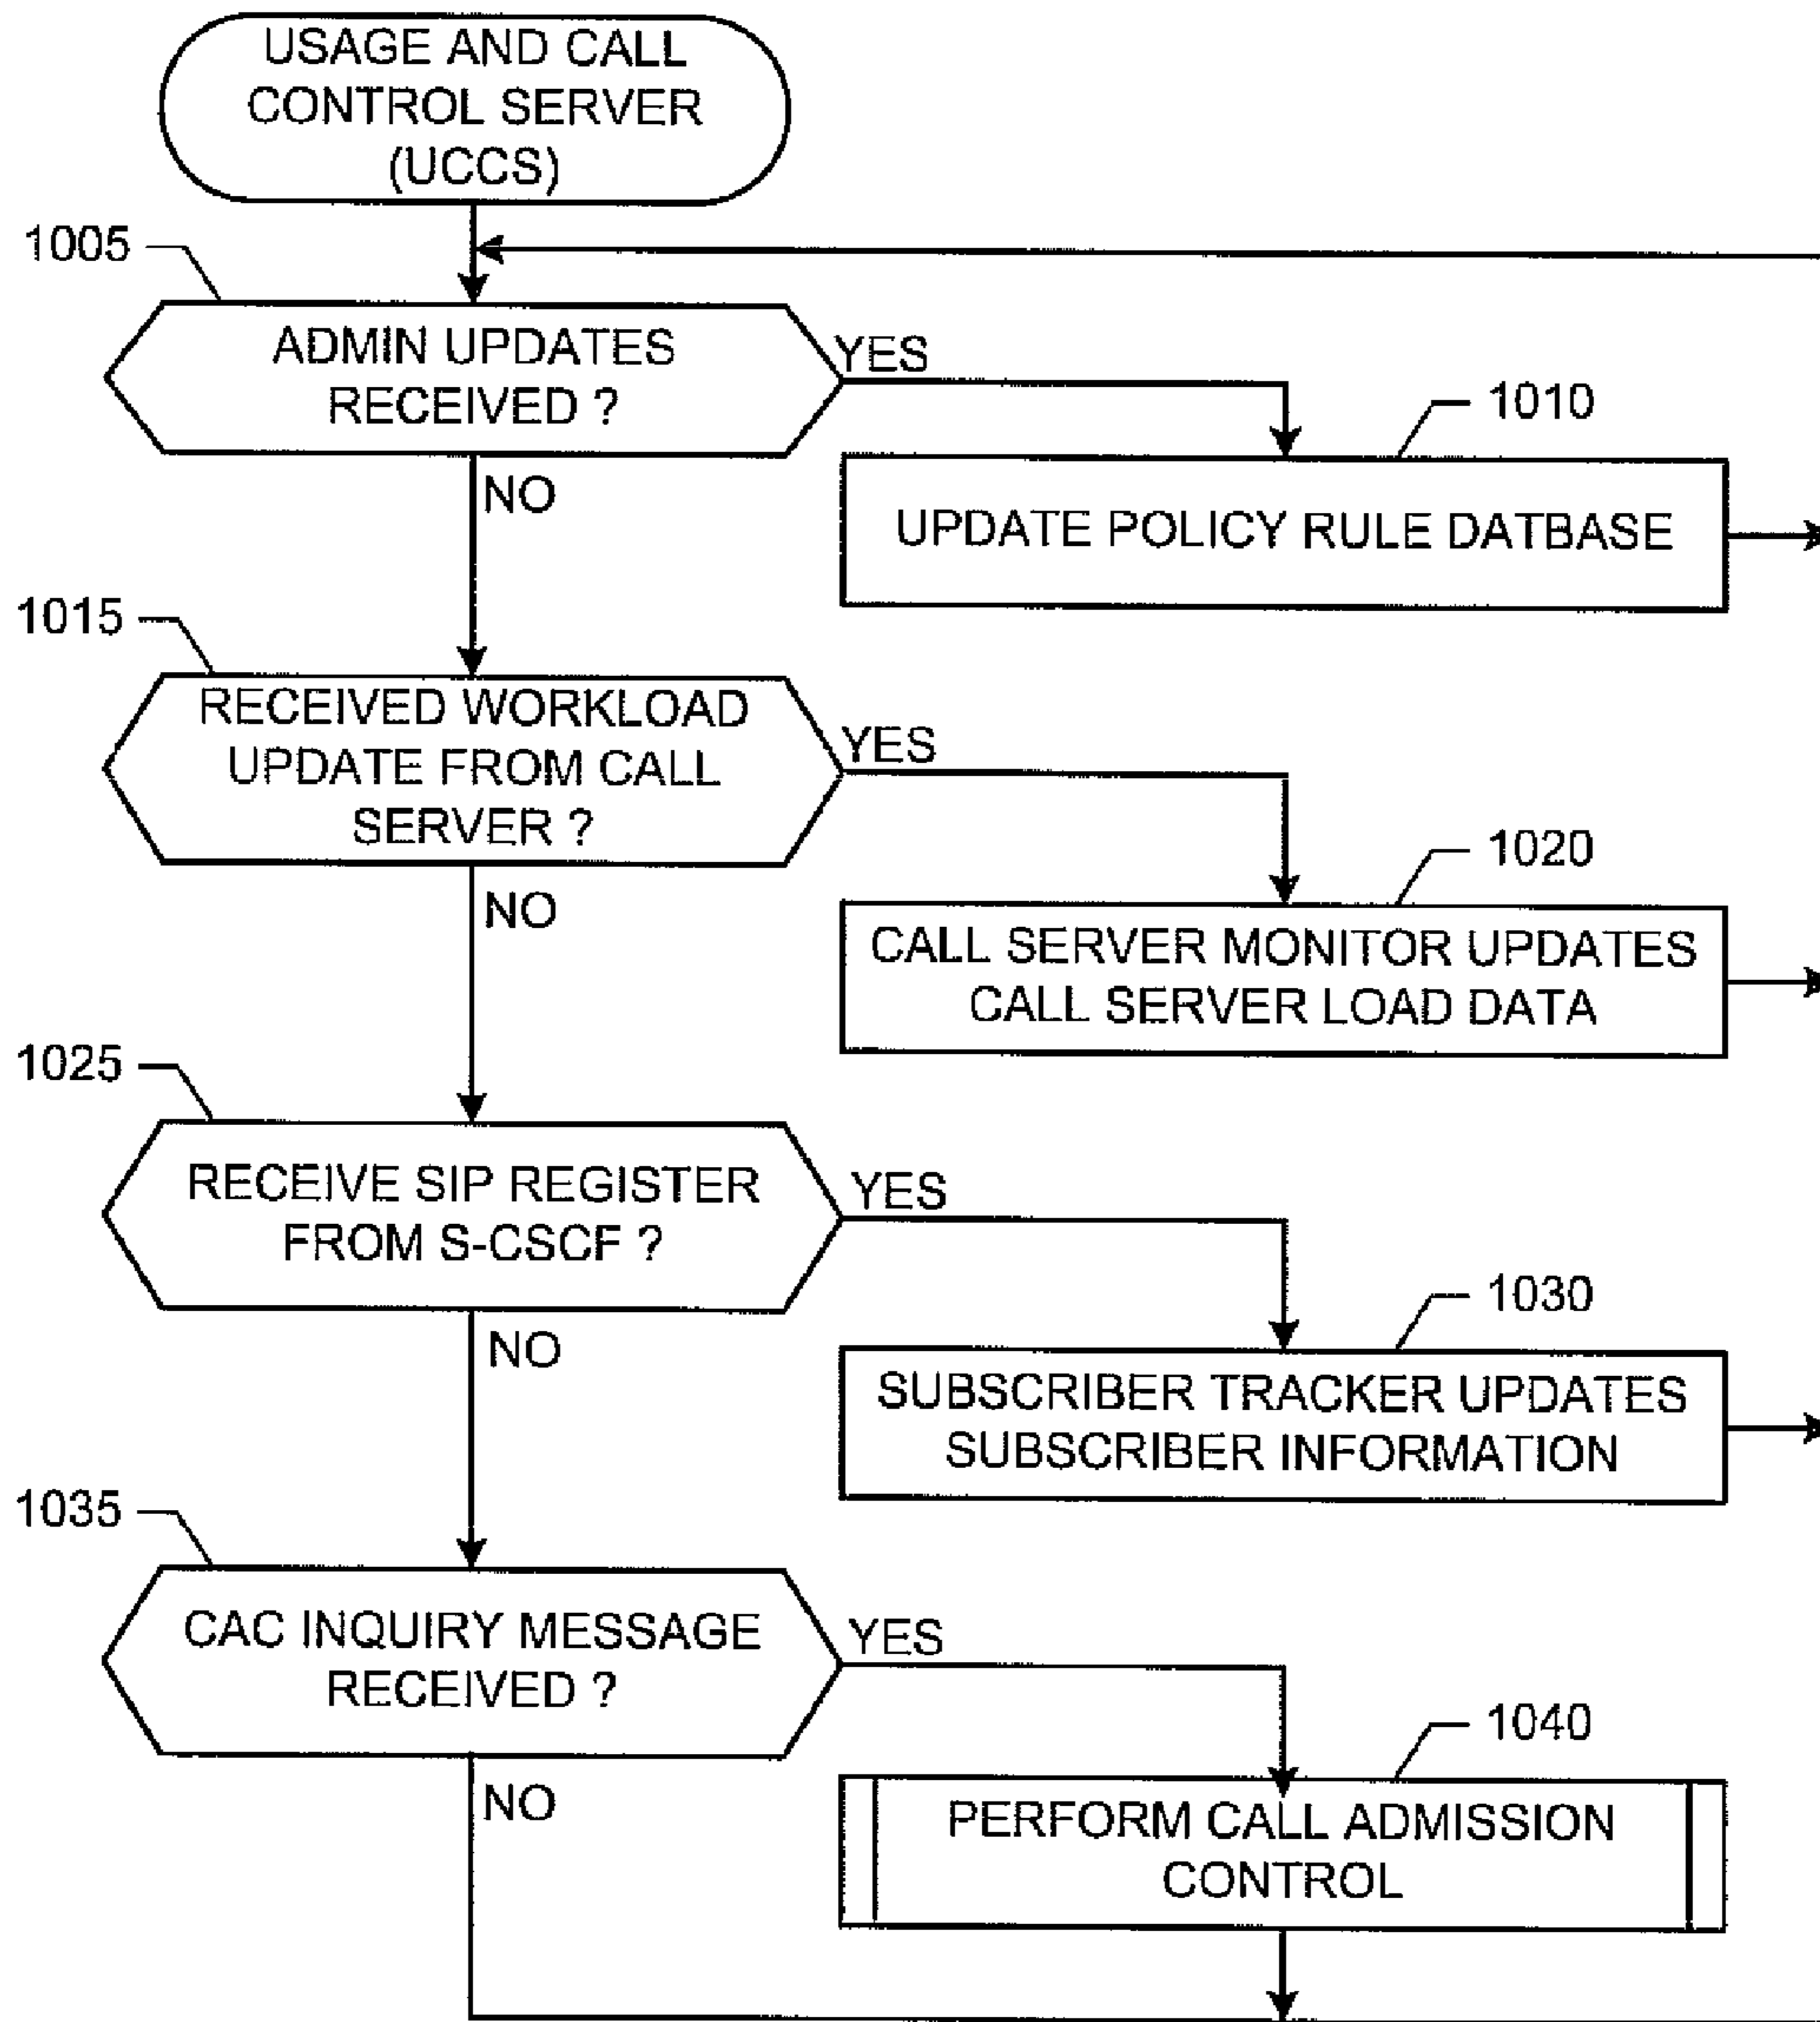 USAGE AND CALL
CONTROL SERVER
(UCCS)
1005
ADMIN UPDATES
RECEIVED ?
YES
NO
1010
UPDATE POLICY RULE DATBASE
1015
RECEIVED WORKLOAD
UPDATE FROM CALL
SERVER ?
YES
NO
1020
CALL SERVER MONITOR UPDATES
CALL SERVER LOAD DATA
1025
RECEIVE SIP REGISTER
FROM S-CSCF ?
YES
NO
1030
SUBSCRIBER TRACKER UPDATES
SUBSCRIBER INFORMATION
1035
CAC INQUIRY MESSAGE
RECEIVED ?
YES
NO
1040
PERFORM CALL ADMISSION
CONTROL